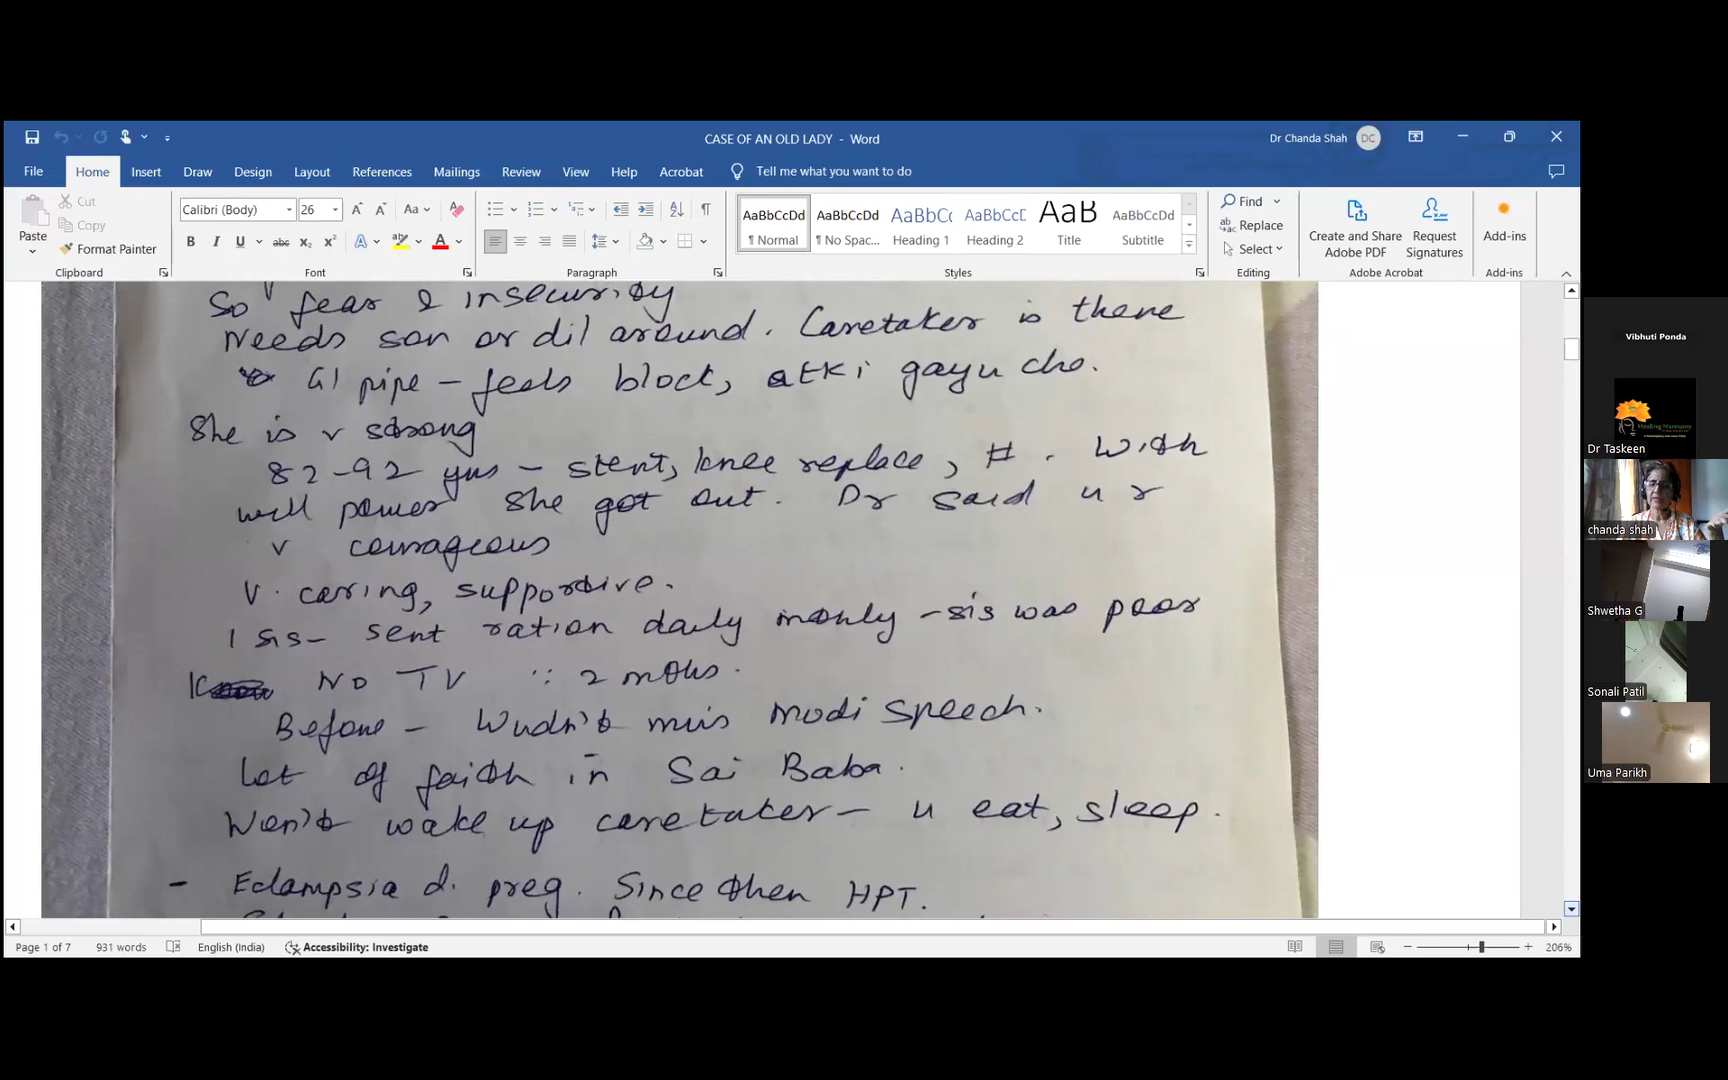 CASE OF AN OLD LADY - Word
Dr Chanda Shah DC
File Home Insert Draw Design Layout References Mailings Review View Help Acrobat Tell me what you want to do
Paste
Cut
Copy
Format Painter
Clipboard
Calibri (Body) 26
Font
Paragraph
AaBbCcDd AaBbCcDd AaBbCc AaBbCcD AaB AaBbCcDd
¶ Normal ¶ No Spac... Heading 1 Heading 2 Title Subtitle
Styles
Find
Replace
Select
Editing
Create and Share Adobe PDF
Request Signatures
Adobe Acrobat
Add-ins
Add-ins
So v fear & insecurity
Needs son or dil around. Caretaker is there
GI pipe - feels block, atki gayu che.
She is v strong
82-92 yrs - stent, knee replace, #. With
will power she got out. Dr said u r
v courageous
V. caring, supportive.
1 sis - sent ration daily - sis was poor
No TV ∵ 2 mths.
Before - Wudn't miss Modi speech.
Lot of faith in Sai Baba.
Won't wake up caretaker - u eat, sleep.
- Eclampsia d. preg. Since then HPT.
Page 1 of 7 931 words English (India) Accessibility: Investigate 206%
Vibhuti Ponda
Healing Harmony
Dr Taskeen
chanda shah
Shwetha G
Sonali Patil
Uma Parikh